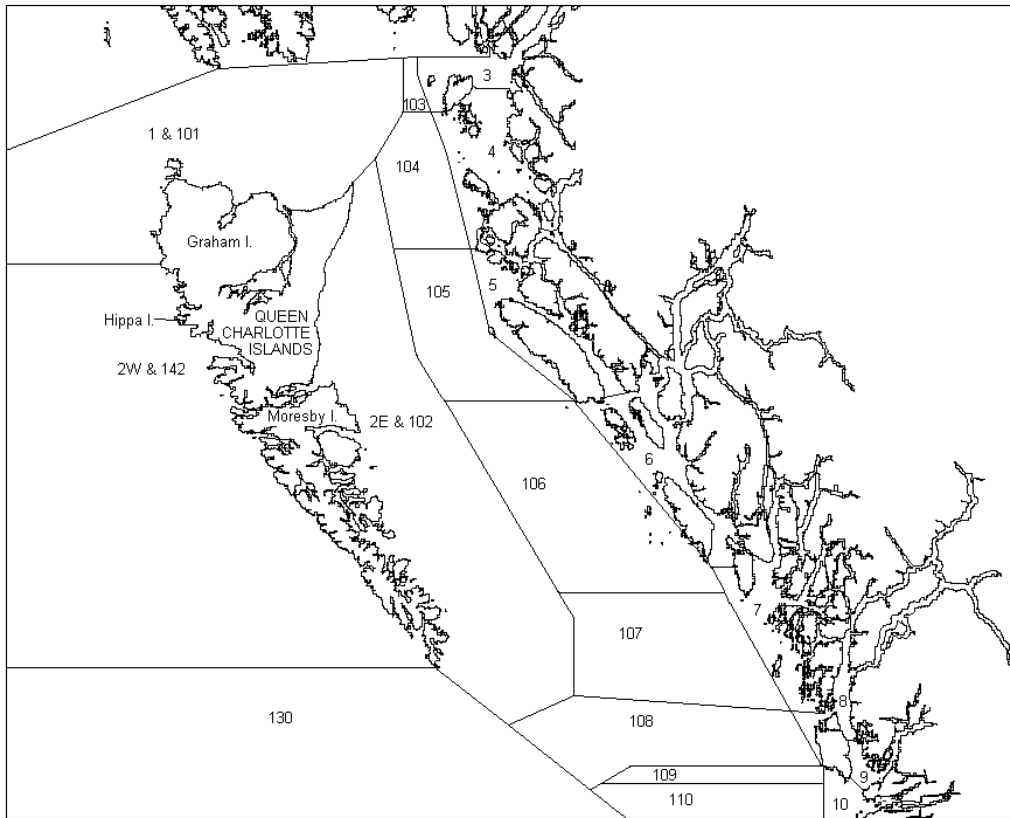 3
103
1 & 101
4
104
Graham I.
5
105
QUEEN
CHARLOTTE
ISLANDS
Hippa I.
2W & 142
Moresby I.
2E & 102
6
106
7
107
8
130
108
109
9
110
10